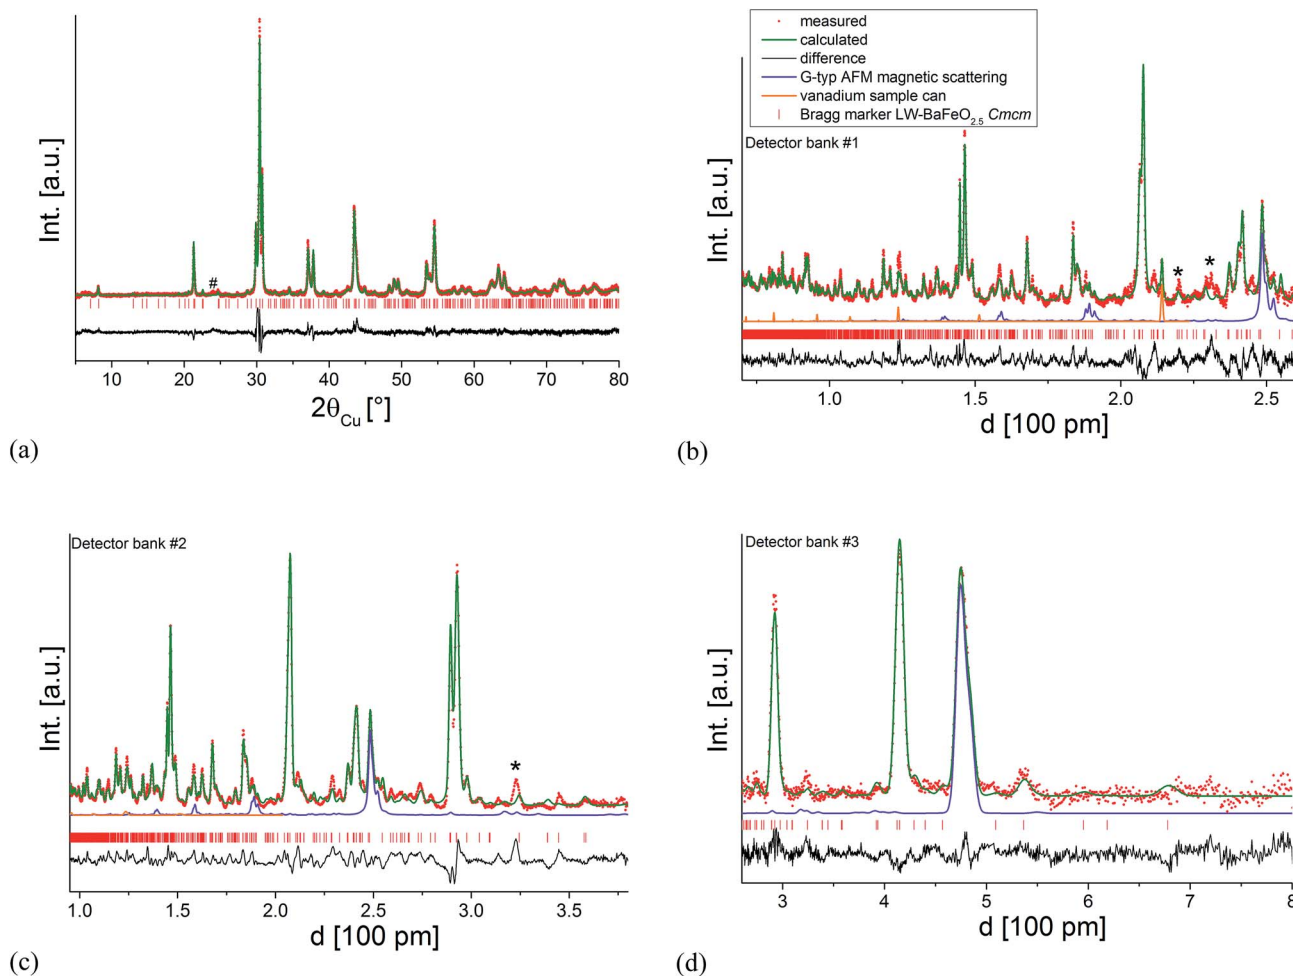 Int. [a.u.]
#
5 10 20 30 40 50 60 70 80
2θCu [°]
(a)
measured
calculated
difference
G-typ AFM magnetic scattering
vanadium sample can
Bragg marker LW-BaFeO2.5 Cmcm
Detector bank #1
Int. [a.u.]
* *
1.0 1.5 2.0 2.5
d [100 pm]
(b)
Detector bank #2
Int. [a.u.]
*
1.0 1.5 2.0 2.5 3.0 3.5
d [100 pm]
(c)
Detector bank #3
Int. [a.u.]
3 4 5 6 7 8
d [100 pm]
(d)